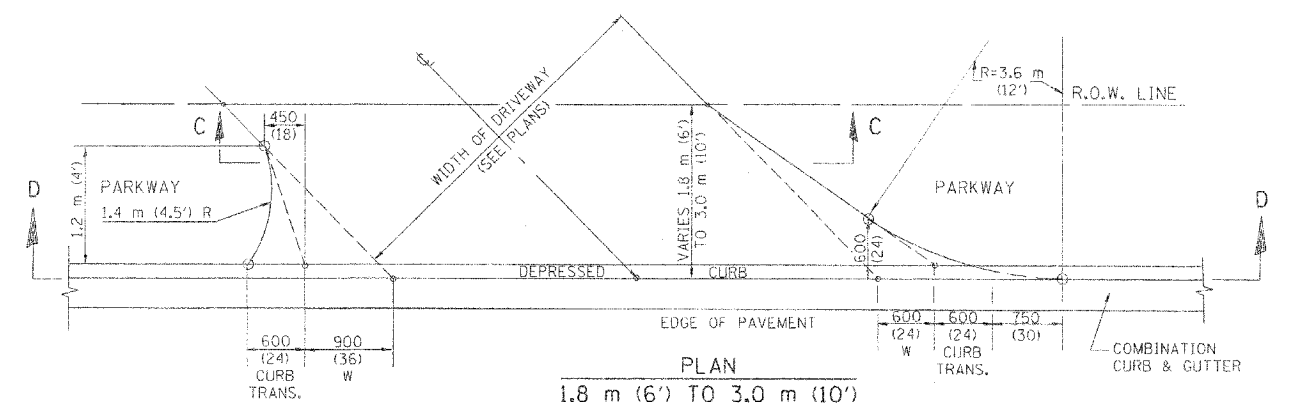 R=3.6 m
(12')
R.O.W. LINE
℄
WIDTH OF DRIVEWAY
(SEE PLANS)
450
(18)
C
C
VARIES 1.8 m (6')
TO 3.0 m (10')
1.2 m (4')
PARKWAY
PARKWAY
D
D
1.4 m (4.5') R
600
(24)
DEPRESSED CURB
EDGE OF PAVEMENT
600
(24)
CURB
TRANS.
900
(36)
W
600
(24)
W
600
(24)
CURB
TRANS.
750
(30)
COMBINATION
CURB & GUTTER
PLAN
1.8 m (6') TO 3.0 m (10')